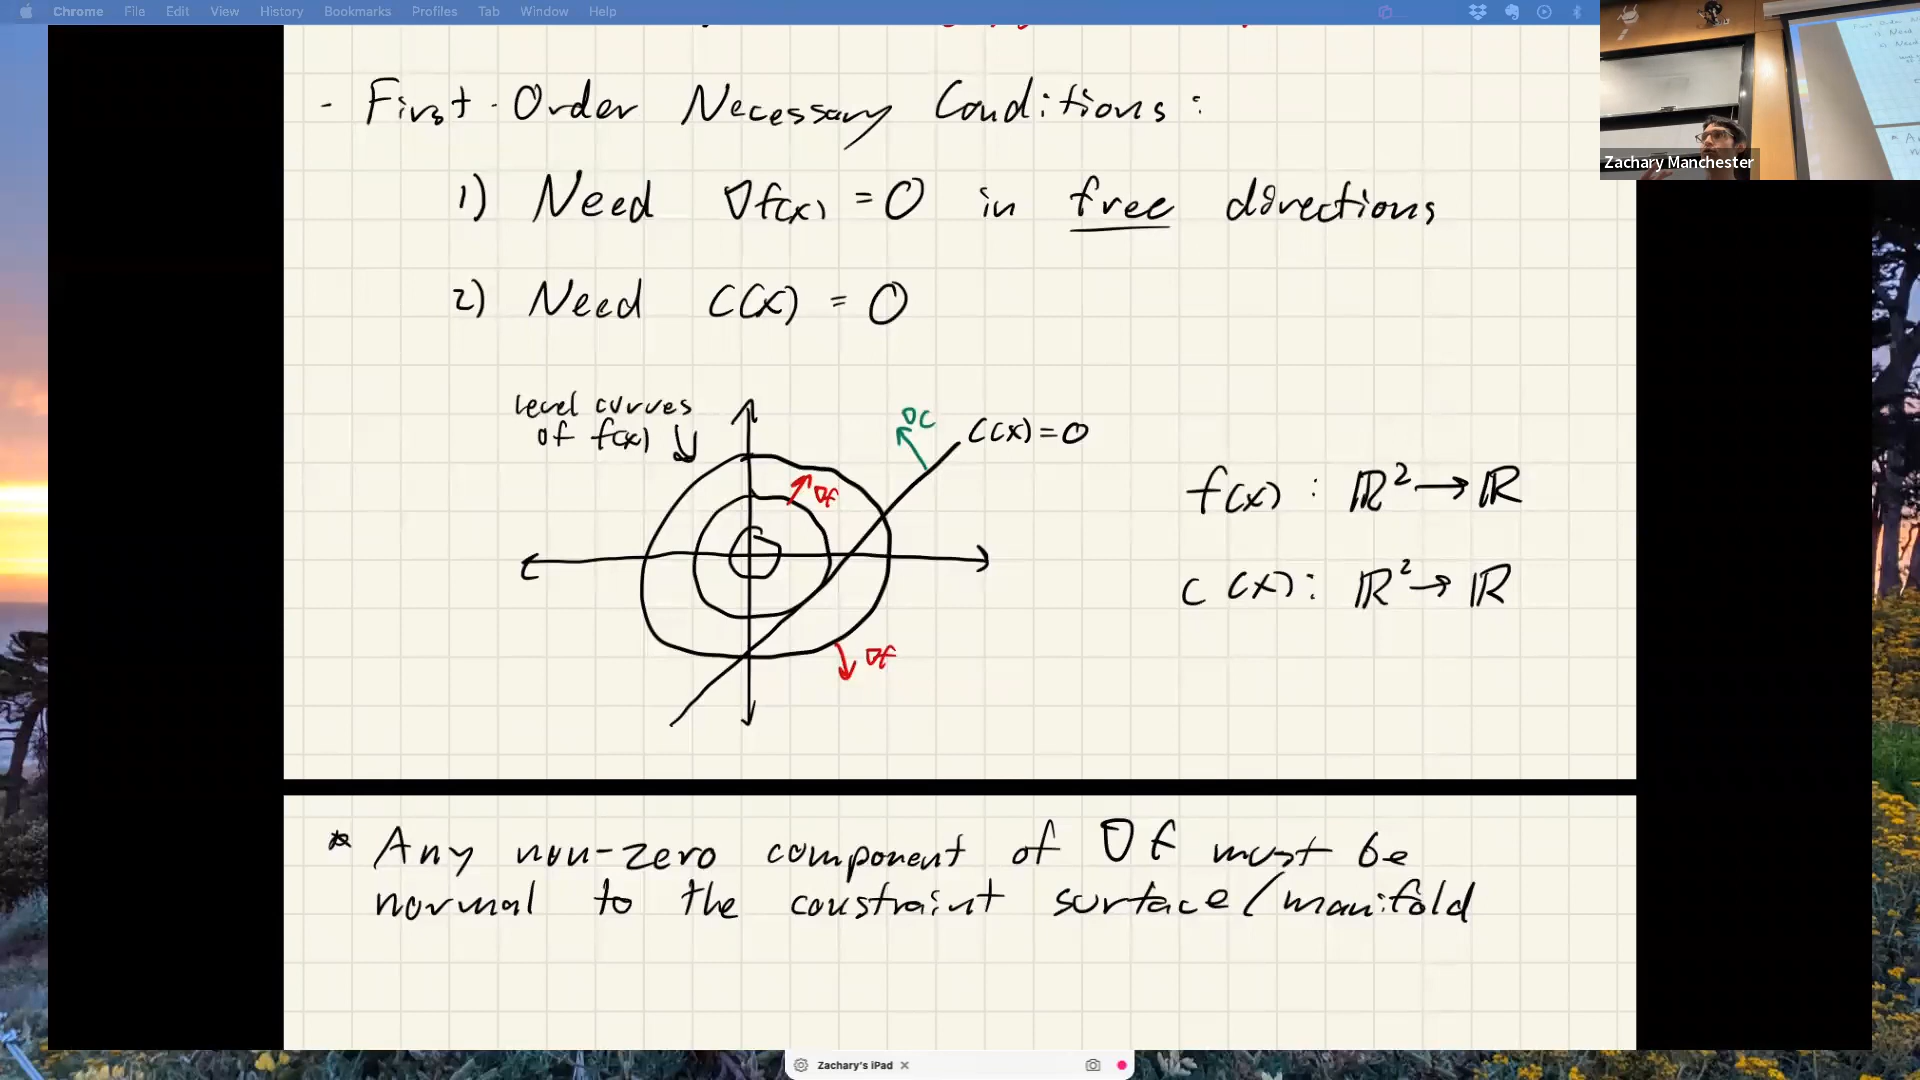 Chrome File Edit View History Bookmarks Profiles Tab Window Help
Zachary Manchester
- First-Order Necessary Conditions:
1) Need ∇f(x) = 0 in free directions
2) Need C(x) = 0
level curves
of f(x)
∇C
C(x)=0
∇f
f(x) : ℝ² → ℝ
C(x) : ℝ² → ℝ
∇f
* Any non-zero component of ∇f must be
normal to the constraint surface/manifold
Zachary's iPad